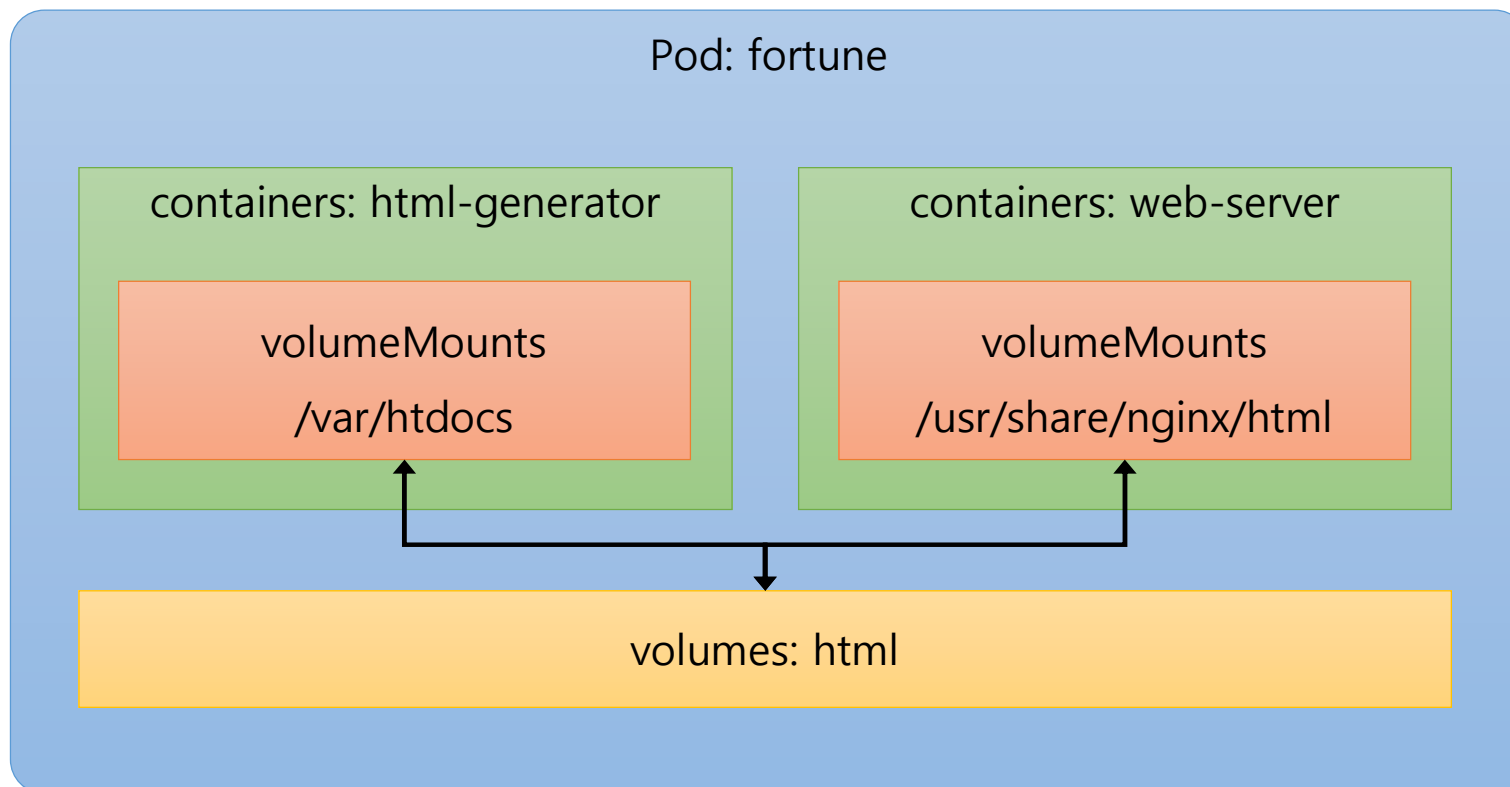 Pod: fortune
containers: html-generator
volumeMounts
/var/htdocs
containers: web-server
volumeMounts
/usr/share/nginx/html
volumes: html